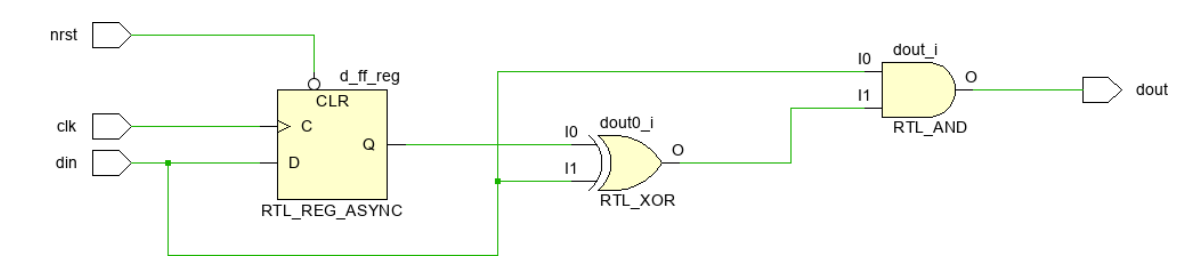 nrst
d_ff_reg
CLR
clk
C
din
D
Q
RTL_REG_ASYNC
dout0_i
I0
I1
O
RTL_XOR
dout_i
I0
I1
O
RTL_AND
dout